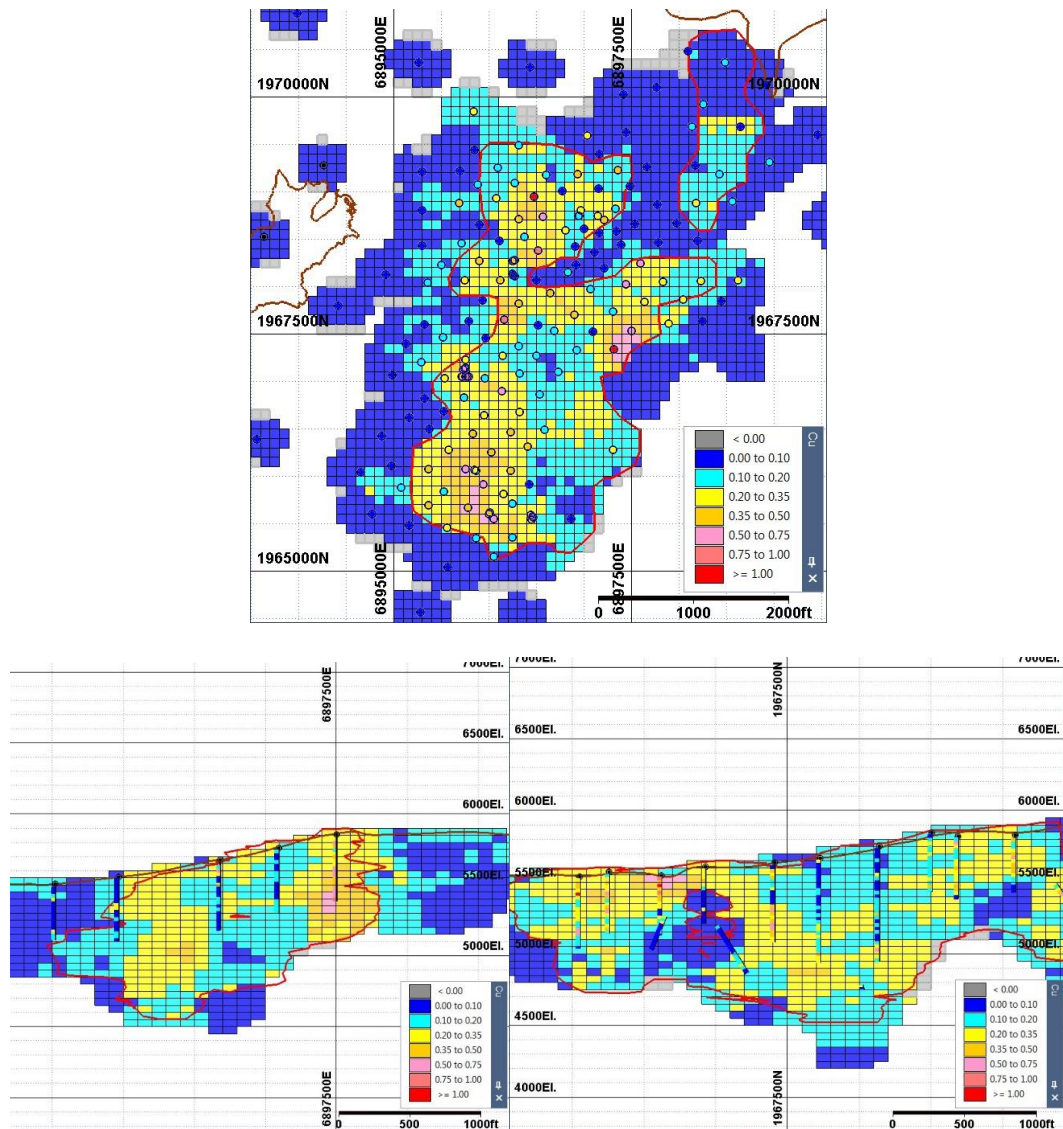 6895000E
6897500E
1970000N
1970000N
1967500N
1967500N
Cu
< 0.00
0.00 to 0.10
0.10 to 0.20
0.20 to 0.35
0.35 to 0.50
0.50 to 0.75
0.75 to 1.00
>= 1.00
1965000N
6895000E
6897500E
0 1000 2000ft
6897500E
7000El.
6500El.
6000El.
5500El.
5000El.
4500El.
4000El.
6897500E
Cu
< 0.00
0.00 to 0.10
0.10 to 0.20
0.20 to 0.35
0.35 to 0.50
0.50 to 0.75
0.75 to 1.00
>= 1.00
0 500 1000ft
1967500N
7000El. 7000El.
6500El. 6500El.
6000El. 6000El.
5500El. 5500El.
5000El. 5000El.
4500El.
4000El.
1967500N
Cu
< 0.00
0.00 to 0.10
0.10 to 0.20
0.20 to 0.35
0.35 to 0.50
0.50 to 0.75
0.75 to 1.00
>= 1.00
0 500 1000ft